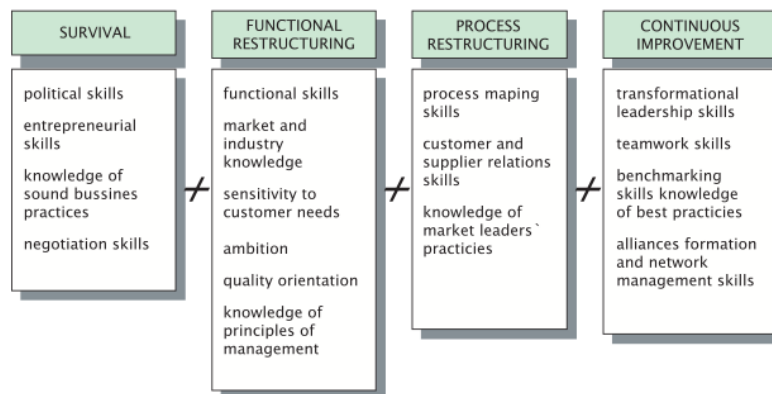 SURVIVAL
political skills
entrepreneurial
skills
knowledge of
sound bussines
practices
negotiation skills
FUNCTIONAL
RESTRUCTURING
functional skills
market and
industry
knowledge
sensitivity to
customer needs
ambition
quality orientation
knowledge of
principles of
management
PROCESS
RESTRUCTURING
process maping
skills
customer and
supplier relations
skills
knowledge of
market leaders`
practicies
CONTINUOUS
IMPROVEMENT
transformational
leadership skills
teamwork skills
benchmarking
skills knowledge
of best practicies
alliances formation
and network
management skills
≠
≠
≠